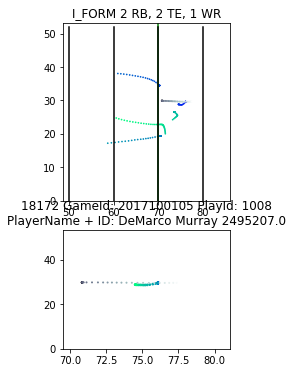 I_FORM 2 RB, 2 TE, 1 WR
50
40
30
20
10
0
50 60 70 80
18172 GameId: 2017100105 PlayId: 1008
PlayerName + ID: DeMarco Murray 2495207.0
40
20
0
70.0 72.5 75.0 77.5 80.0